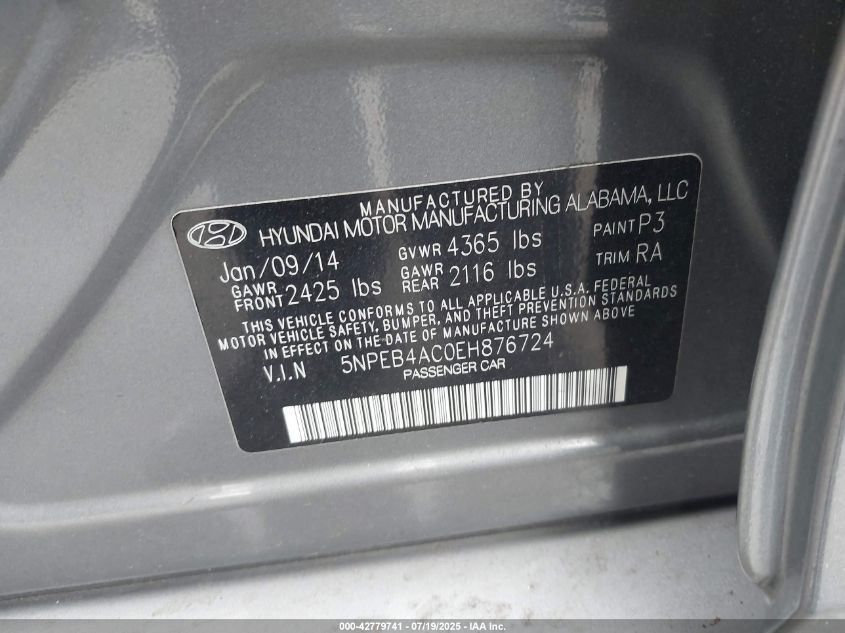 MANUFACTURED BY
HYUNDAI MOTOR MANUFACTURING ALABAMA, LLC
Jan/09/14 GVWR 4365 lbs PAINT P3
GAWR FRONT 2425 lbs GAWR REAR 2116 lbs TRIM RA
THIS VEHICLE CONFORMS TO ALL APPLICABLE U.S.A. FEDERAL
MOTOR VEHICLE SAFETY, BUMPER, AND THEFT PREVENTION STANDARDS
IN EFFECT ON THE DATE OF MANUFACTURE SHOWN ABOVE
V.I.N 5NPEB4AC0EH876724
PASSENGER CAR
000-42779741 - 07/19/2025 - IAA Inc.